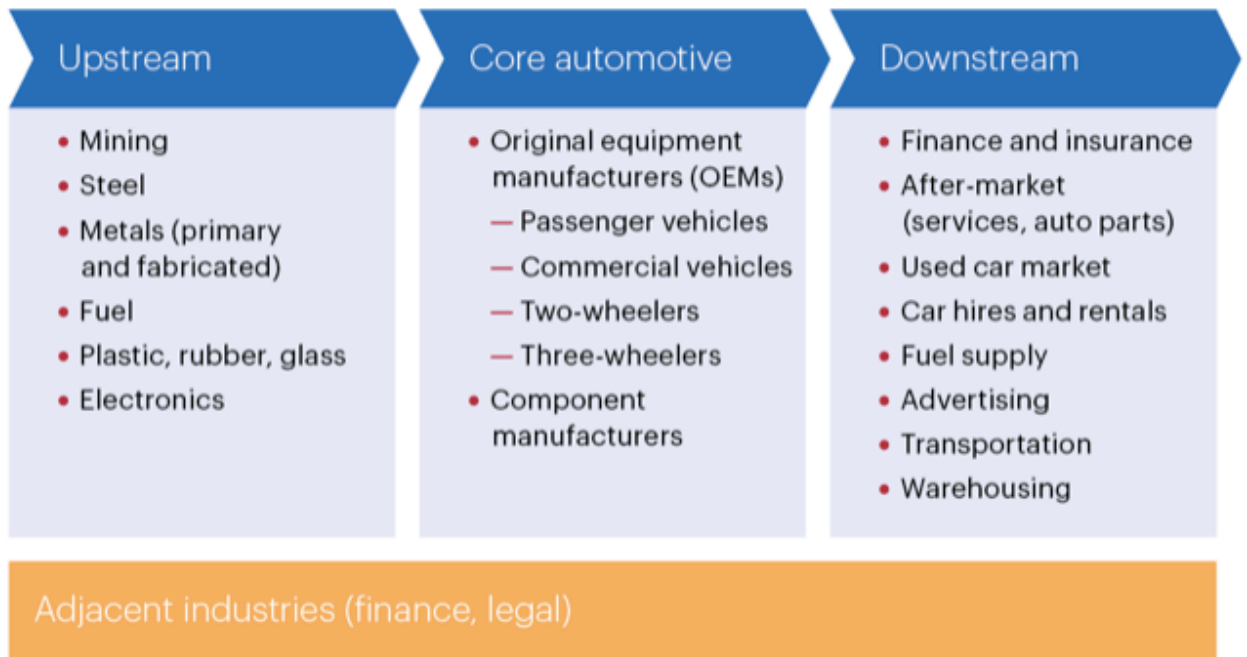 Upstream
• Mining
• Steel
• Metals (primary
and fabricated)
• Fuel
• Plastic, rubber, glass
• Electronics
Core automotive
• Original equipment
manufacturers (OEMs)
— Passenger vehicles
— Commercial vehicles
— Two-wheelers
— Three-wheelers
• Component
manufacturers
Downstream
• Finance and insurance
• After-market
(services, auto parts)
• Used car market
• Car hires and rentals
• Fuel supply
• Advertising
• Transportation
• Warehousing
Adjacent industries (finance, legal)